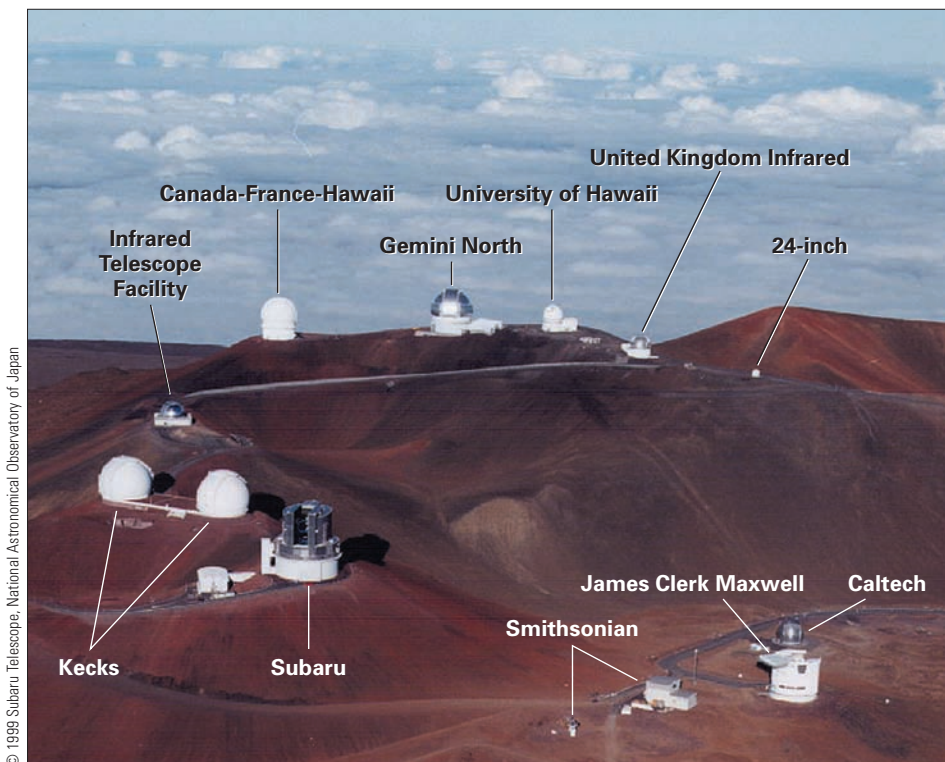 United Kingdom Infrared
Canada-France-Hawaii
University of Hawaii
Infrared
Telescope
Facility
Gemini North
24-inch
James Clerk Maxwell
Caltech
Smithsonian
Kecks
Subaru
© 1999 Subaru Telescope, National Astronomical Observatory of Japan